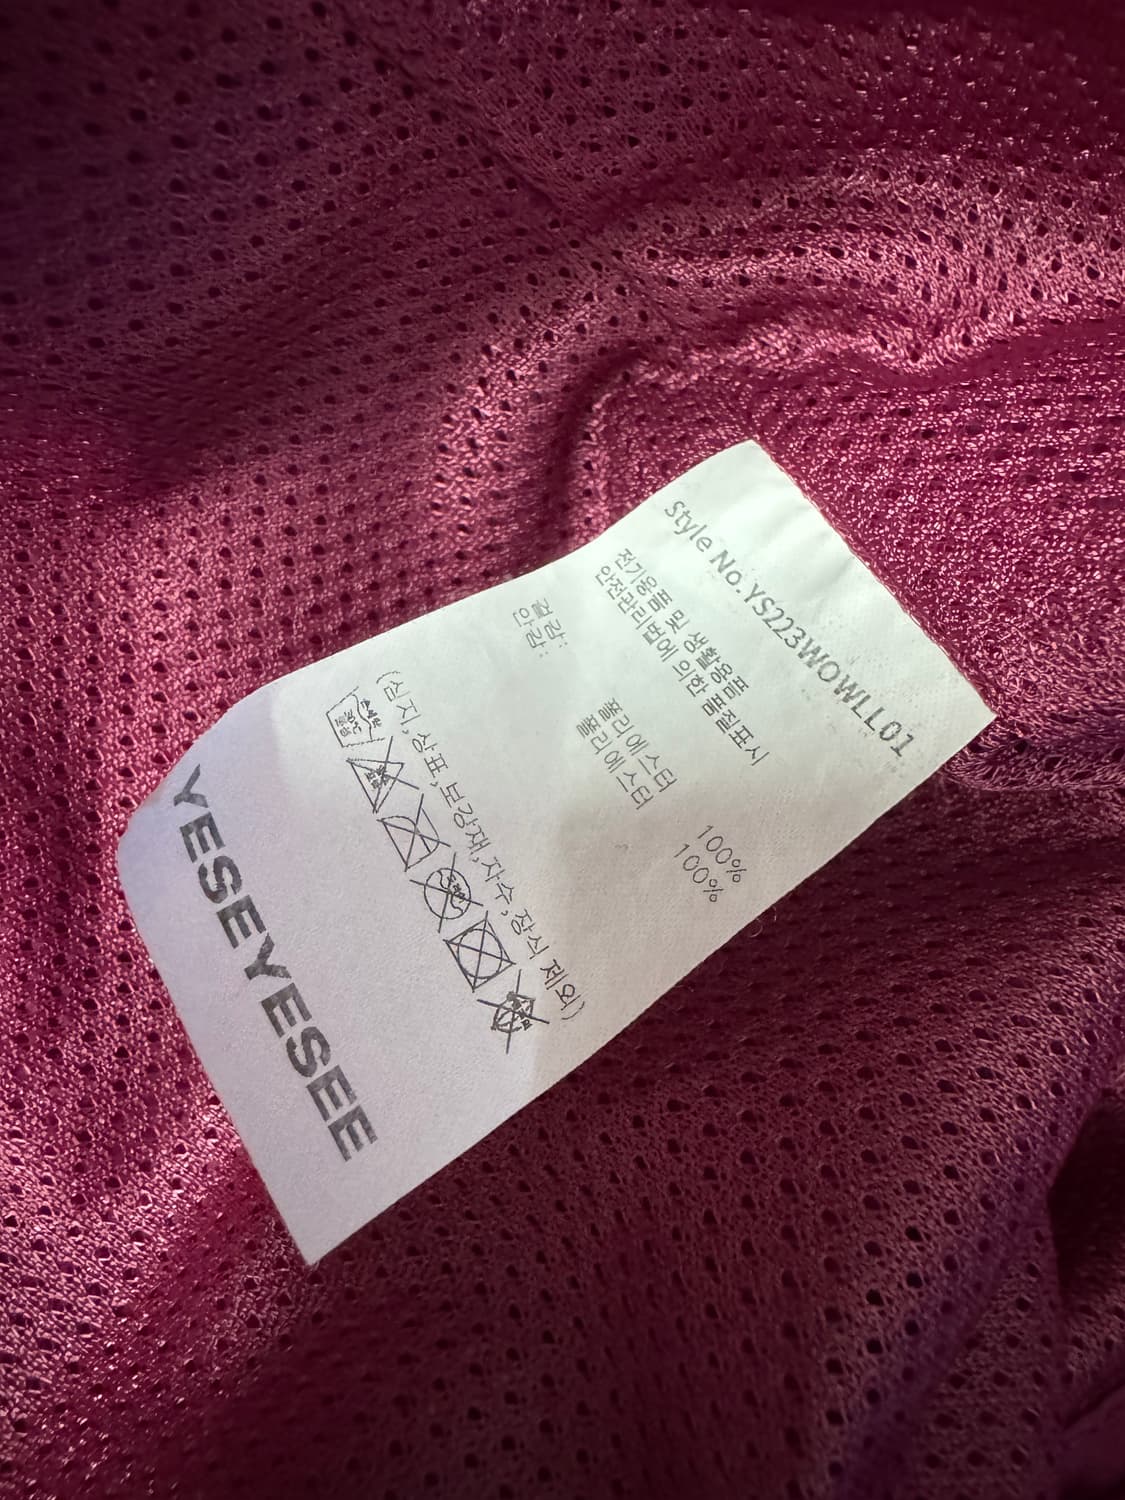 Style No.YS223WOWLL01
전기용품 및 생활용품
안전관리법에 의한 품질표시
겉감: 폴리에스터 100%
안감: 폴리에스터 100%
(심지,상표,보강재,자수,장식 제외)
YESEYESEE